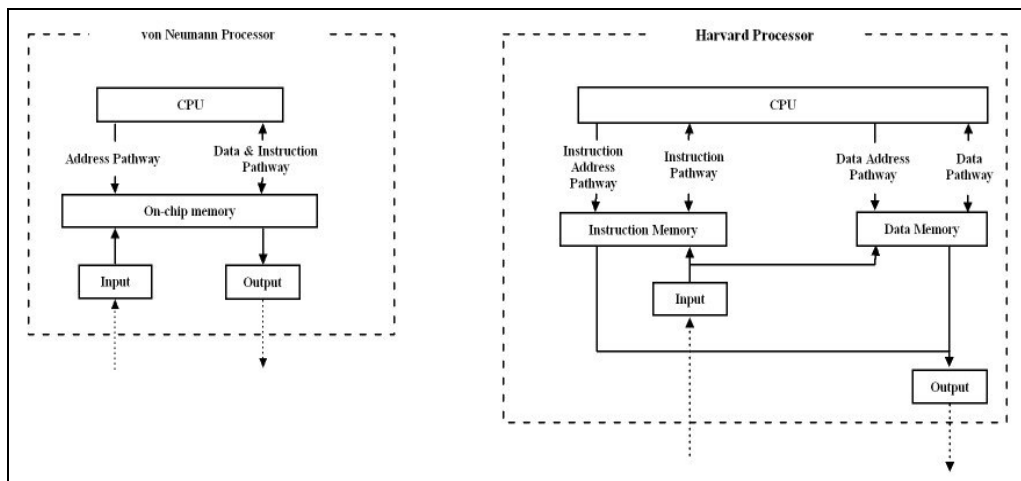 von Neumann Processor
CPU
Address Pathway
Data & Instruction
Pathway
On-chip memory
Input
Output
Harvard Processor
CPU
Instruction
Address
Pathway
Instruction
Pathway
Data Address
Pathway
Data
Pathway
Instruction Memory
Data Memory
Input
Output